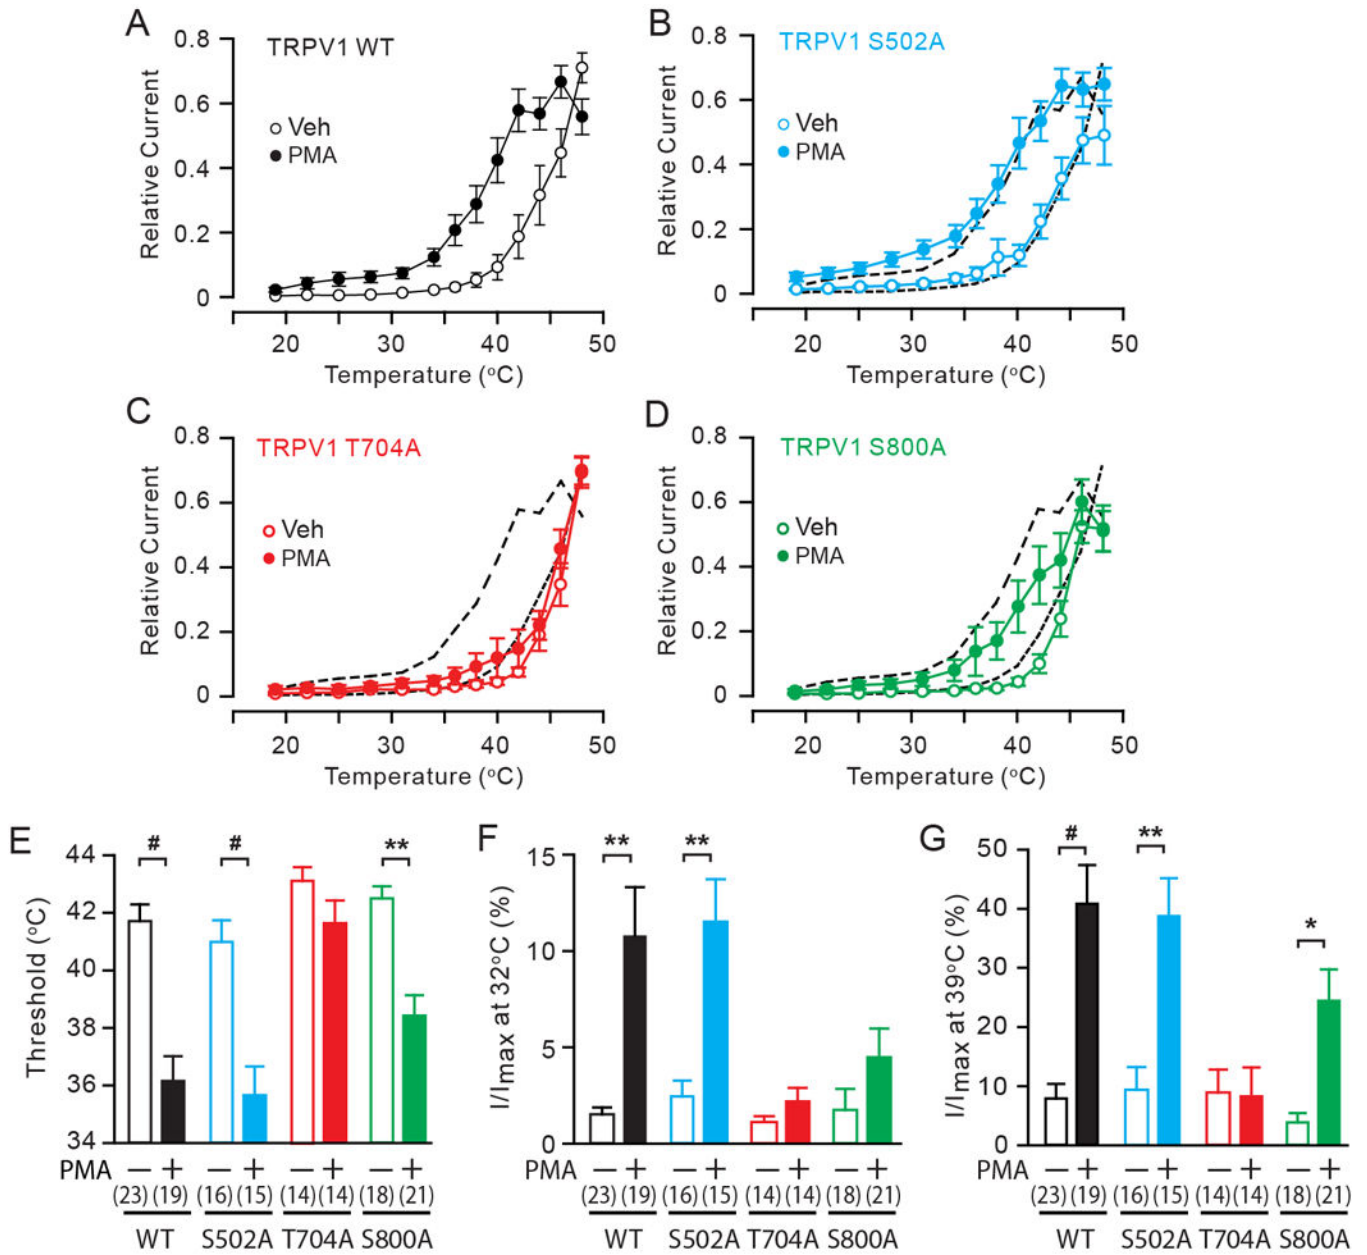 A
TRPV1 WT
Relative Current
0.8
0.6
0.4
0.2
0
Veh
PMA
20 30 40 50
Temperature (°C)
B
TRPV1 S502A
Relative Current
0.8
0.6
0.4
0.2
0
Veh
PMA
20 30 40 50
Temperature (°C)
C
TRPV1 T704A
Relative Current
0.8
0.6
0.4
0.2
0
Veh
PMA
20 30 40 50
Temperature (°C)
D
TRPV1 S800A
Relative Current
0.8
0.6
0.4
0.2
0
Veh
PMA
20 30 40 50
Temperature (°C)
E
Threshold (°C)
44
42
40
38
36
34
# # **
PMA — + — + — + — +
(23) (19) (16) (15) (14) (14) (18) (21)
WT S502A T704A S800A
F
I/Imax at 32°C (%)
15
10
5
0
** **
PMA — + — + — + — +
(23) (19) (16) (15) (14) (14) (18) (21)
WT S502A T704A S800A
G
I/Imax at 39°C (%)
50
40
30
20
10
0
# ** *
PMA — + — + — + — +
(23) (19) (16) (15) (14) (14) (18) (21)
WT S502A T704A S800A